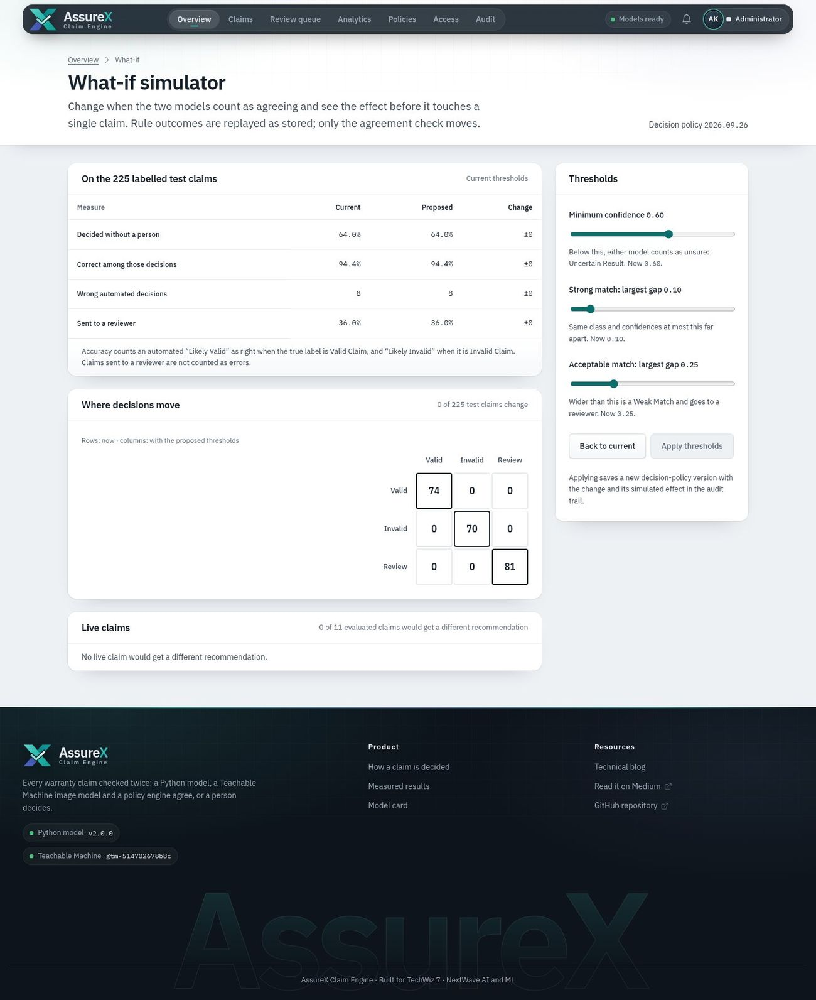 AssureX
Claim Engine
Overview
Claims
Review queue
Analytics
Policies
Access
Audit
Models ready
AK
Administrator
Overview > What-if
What-if simulator
Change when the two models count as agreeing and see the effect before it touches a
single claim. Rule outcomes are replayed as stored; only the agreement check moves.
Decision policy 2026.09.26
On the 225 labelled test claims
Current thresholds
Measure Current Proposed Change
Decided without a person 64.0% 64.0% ±0
Correct among those decisions 94.4% 94.4% ±0
Wrong automated decisions 8 8 ±0
Sent to a reviewer 36.0% 36.0% ±0
Accuracy counts an automated “Likely Valid” as right when the true label is Valid Claim, and “Likely Invalid” when it is Invalid Claim.
Claims sent to a reviewer are not counted as errors.
Where decisions move
0 of 225 test claims change
Rows: now · columns: with the proposed thresholds
Valid Invalid Review
Valid 74 0 0
Invalid 0 70 0
Review 0 0 81
Live claims
0 of 11 evaluated claims would get a different recommendation
No live claim would get a different recommendation.
Thresholds
Minimum confidence 0.60
Below this, either model counts as unsure:
Uncertain Result. Now 0.60.
Strong match: largest gap 0.10
Same class and confidences at most this far
apart. Now 0.10.
Acceptable match: largest gap 0.25
Wider than this is a Weak Match and goes to a
reviewer. Now 0.25.
Back to current
Apply thresholds
Applying saves a new decision-policy version with
the change and its simulated effect in the audit
trail.
AssureX
Claim Engine
Every warranty claim checked twice: a Python model, a Teachable
Machine image model and a policy engine agree, or a person
decides.
Python model v2.0.0
Teachable Machine gtm-514702678b8c
Product
How a claim is decided
Measured results
Model card
Resources
Technical blog
Read it on Medium
GitHub repository
AssureX
AssureX Claim Engine · Built for TechWiz 7 · NextWave AI and ML